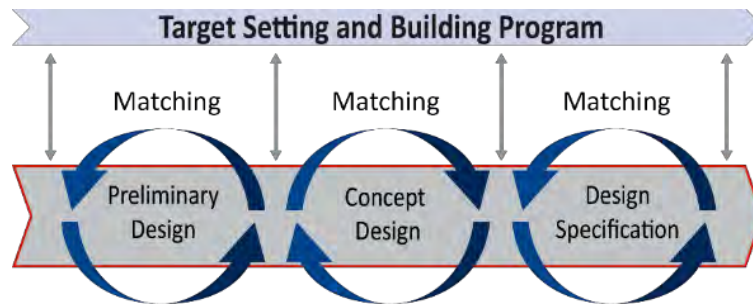 Target Setting and Building Program
Matching Matching Matching
Preliminary
Design
Concept
Design
Design
Specification